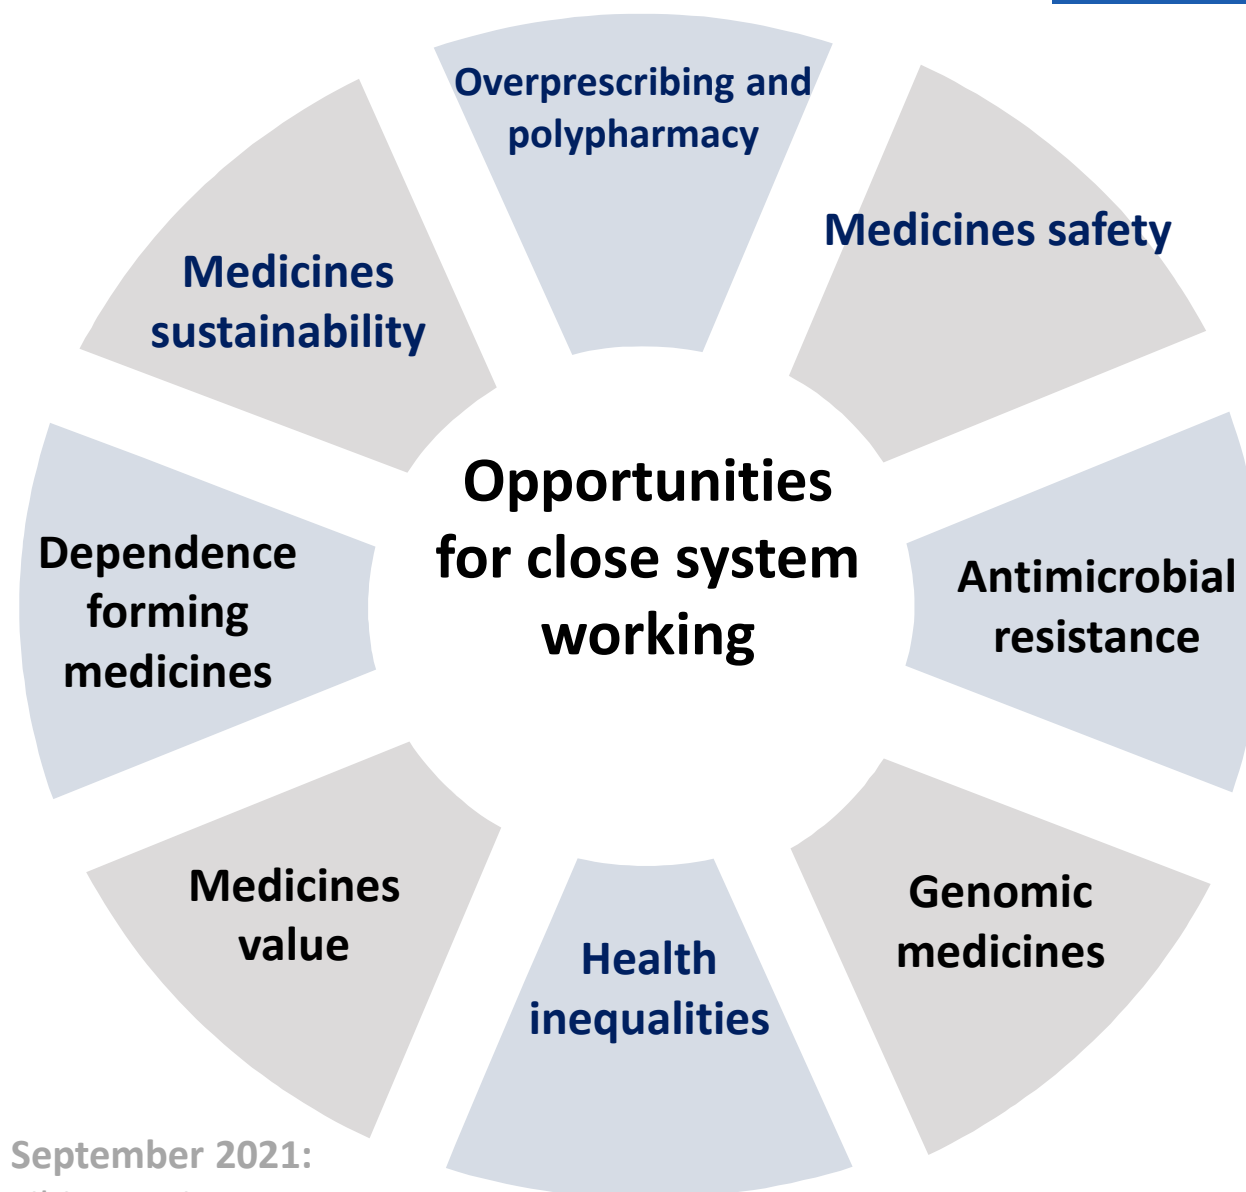 Overprescribing and
polypharmacy
Medicines safety
Medicines
sustainability
Opportunities
for close system
working
Dependence
forming
medicines
Antimicrobial
resistance
Medicines
value
Genomic
medicines
Health
inequalities
September 2021: